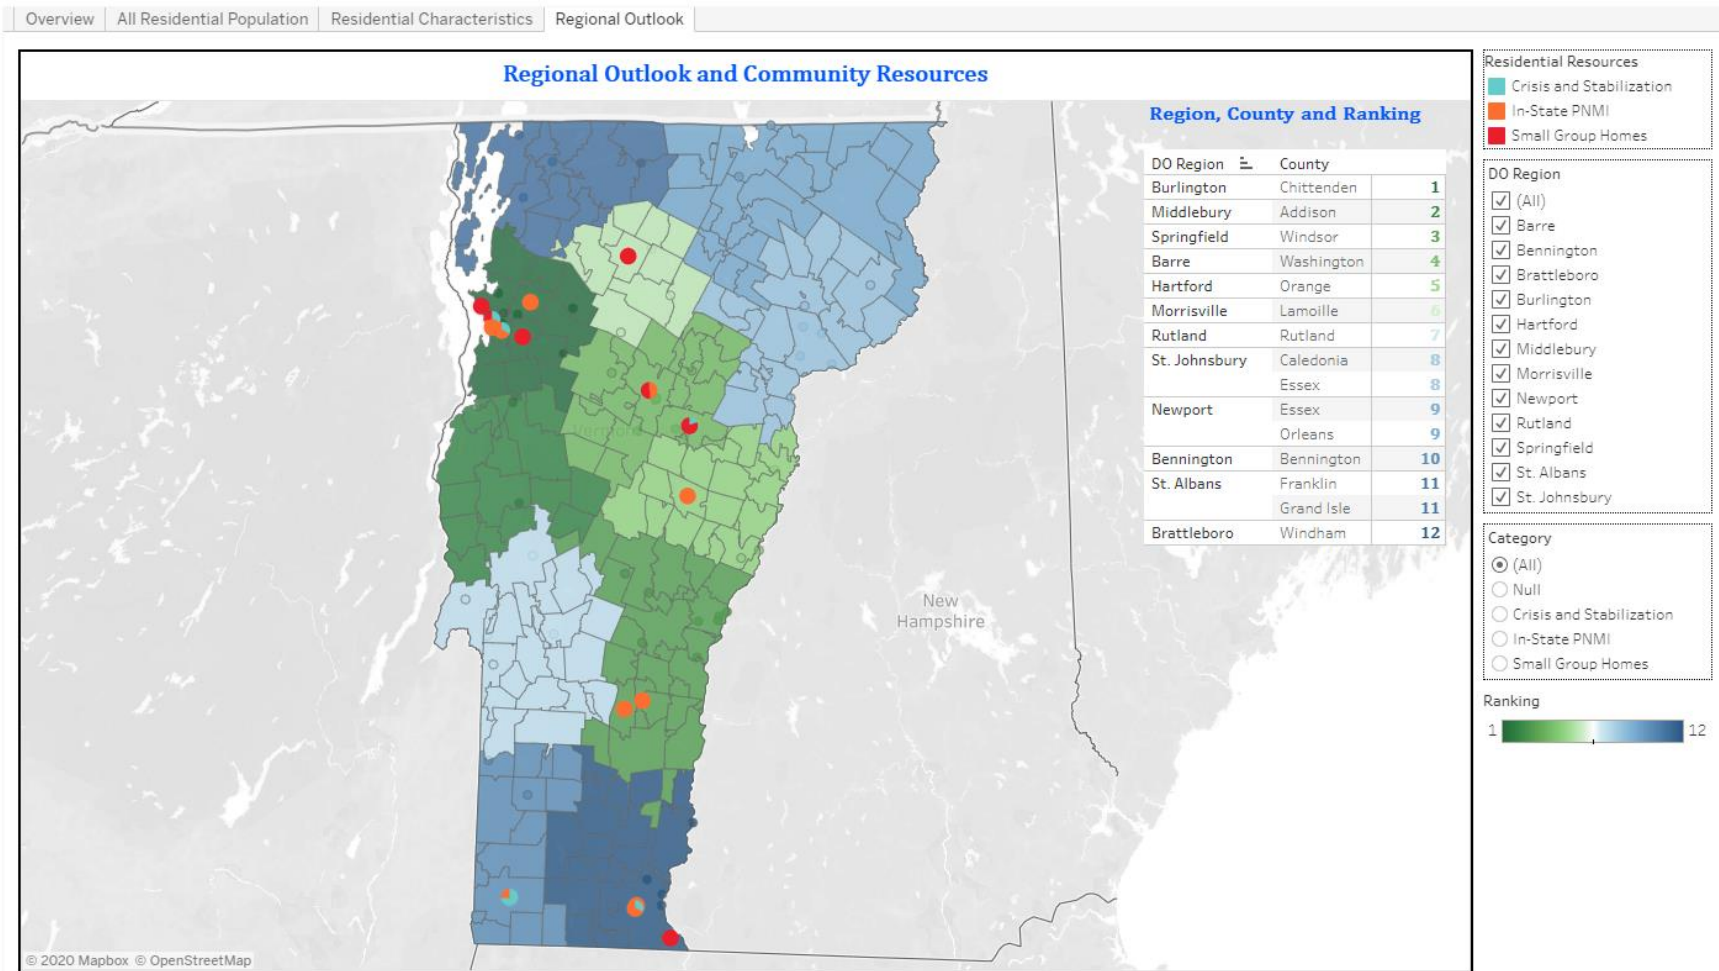 Overview All Residential Population Residential Characteristics Regional Outlook
Regional Outlook and Community Resources
Region, County and Ranking
DO Region County
Burlington Chittenden 1
Middlebury Addison 2
Springfield Windsor 3
Barre Washington 4
Hartford Orange 5
Morrisville Lamoille 6
Rutland Rutland 7
St. Johnsbury Caledonia 8
Essex 8
Newport Essex 9
Orleans 9
Bennington Bennington 10
St. Albans Franklin 11
Grand Isle 11
Brattleboro Windham 12
Vermont
New
Hampshire
© 2020 Mapbox © OpenStreetMap
Residential Resources
Crisis and Stabilization
In-State PNMI
Small Group Homes
DO Region
(All)
Barre
Bennington
Brattleboro
Burlington
Hartford
Middlebury
Morrisville
Newport
Rutland
Springfield
St. Albans
St. Johnsbury
Category
(All)
Null
Crisis and Stabilization
In-State PNMI
Small Group Homes
Ranking
1 12